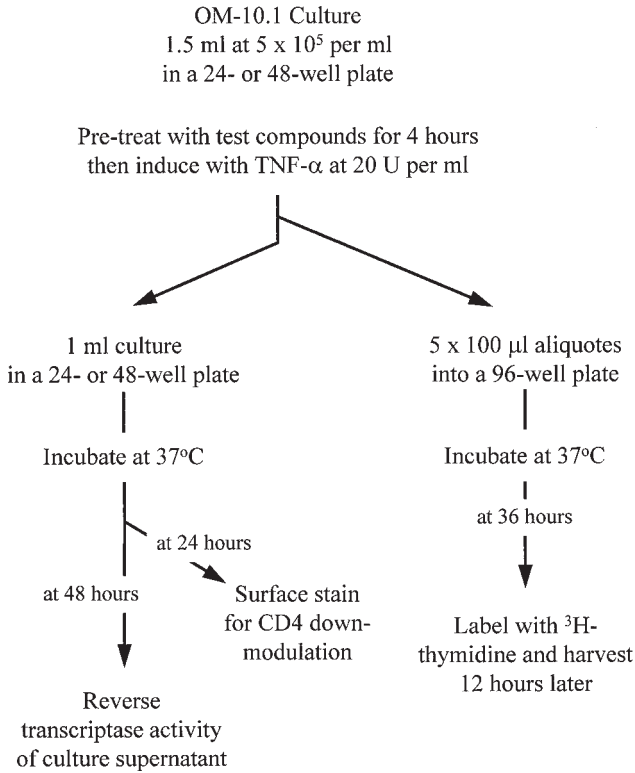 OM-10.1 Culture
1.5 ml at 5 x 10⁵ per ml
in a 24- or 48-well plate
Pre-treat with test compounds for 4 hours
then induce with TNF-α at 20 U per ml
1 ml culture
in a 24- or 48-well plate
Incubate at 37°C
at 24 hours
Surface stain
for CD4 down-
modulation
at 48 hours
Reverse
transcriptase activity
of culture supernatant
5 x 100 µl aliquotes
into a 96-well plate
Incubate at 37°C
at 36 hours
Label with ³H-
thymidine and harvest
12 hours later